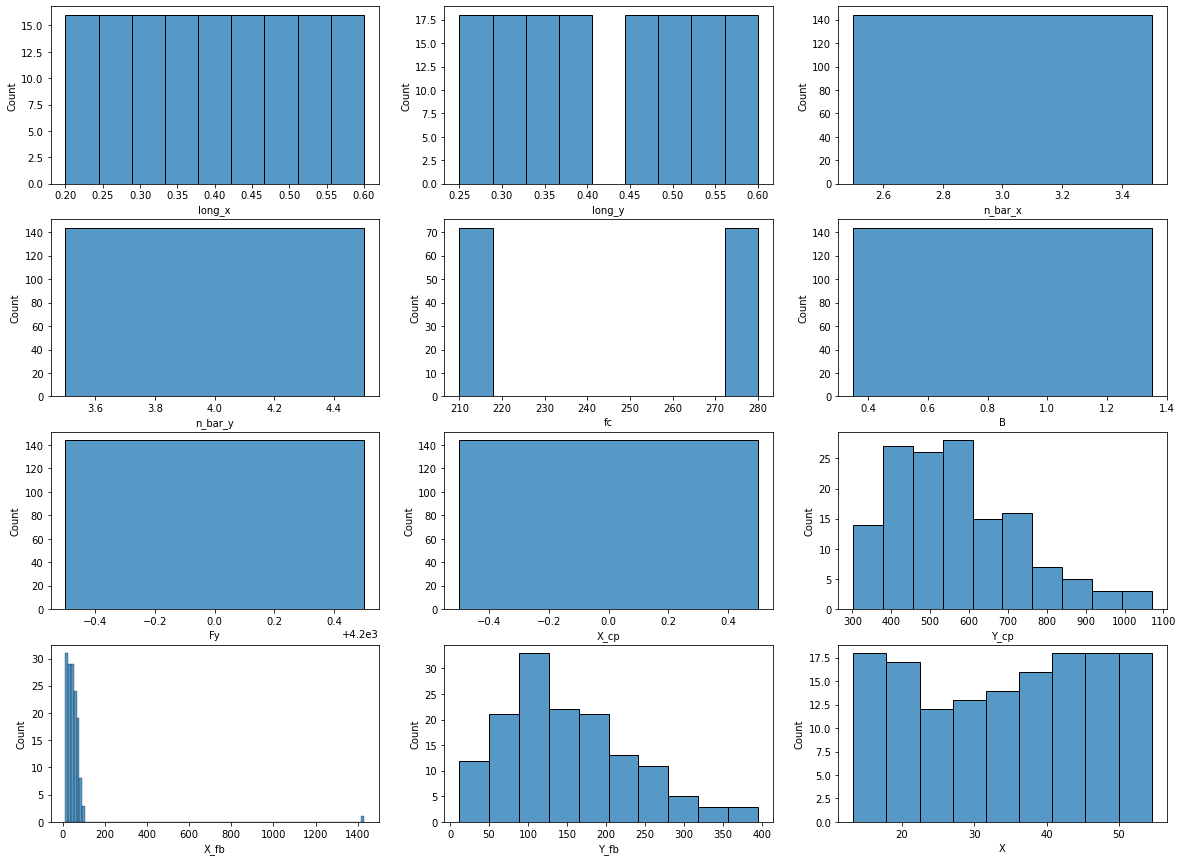 15.0
12.5
10.0
7.5
5.0
2.5
0.0
Count
0.20 0.25 0.30 0.35 0.40 0.45 0.50 0.55 0.60
long_x
17.5
15.0
12.5
10.0
7.5
5.0
2.5
0.0
Count
0.25 0.30 0.35 0.40 0.45 0.50 0.55 0.60
long_y
140
120
100
80
60
40
20
0
Count
2.6 2.8 3.0 3.2 3.4
n_bar_x
140
120
100
80
60
40
20
0
Count
3.6 3.8 4.0 4.2 4.4
n_bar_y
70
60
50
40
30
20
10
0
Count
210 220 230 240 250 260 270 280
fc
140
120
100
80
60
40
20
0
Count
0.4 0.6 0.8 1.0 1.2 1.4
B
140
120
100
80
60
40
20
0
Count
−0.4 −0.2 0.0 0.2 0.4
Fy
+4.2e3
140
120
100
80
60
40
20
0
Count
−0.4 −0.2 0.0 0.2 0.4
X_cp
25
20
15
10
5
0
Count
300 400 500 600 700 800 900 1000 1100
Y_cp
30
25
20
15
10
5
0
Count
0 200 400 600 800 1000 1200 1400
X_fb
30
25
20
15
10
5
0
Count
0 50 100 150 200 250 300 350 400
Y_fb
17.5
15.0
12.5
10.0
7.5
5.0
2.5
0.0
Count
20 30 40 50
X